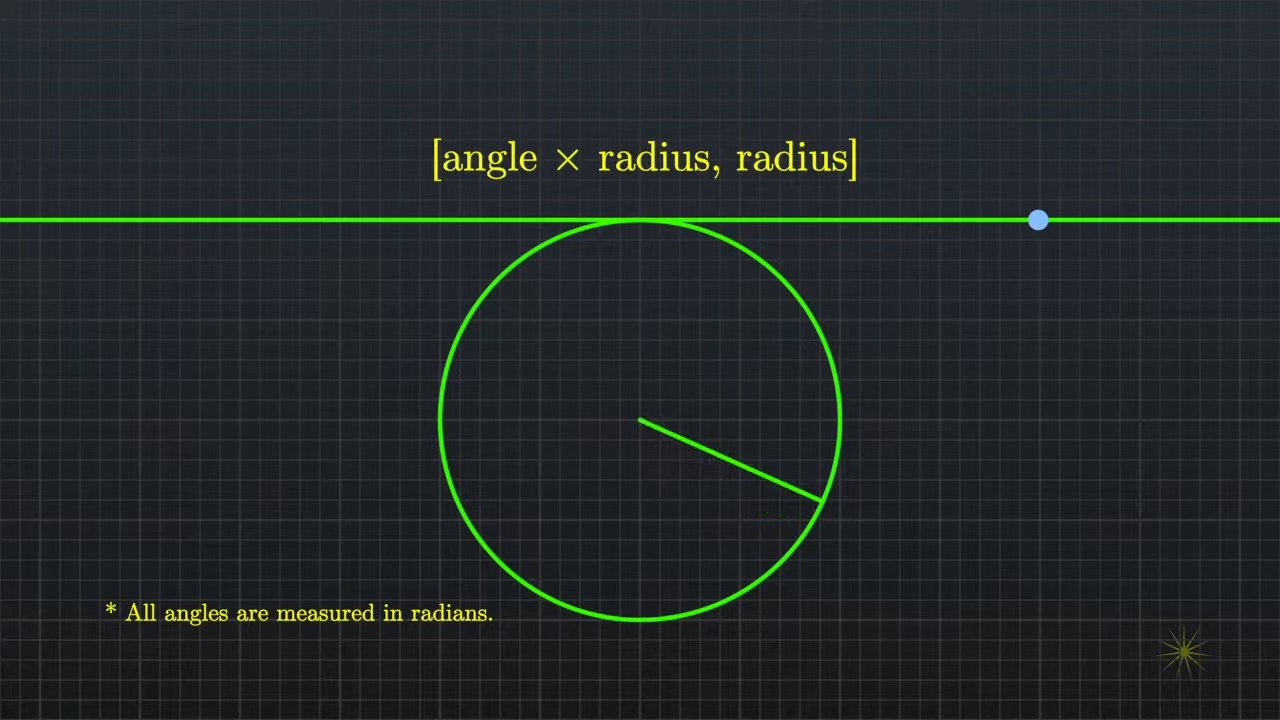 [angle × radius, radius]
* All angles are measured in radians.